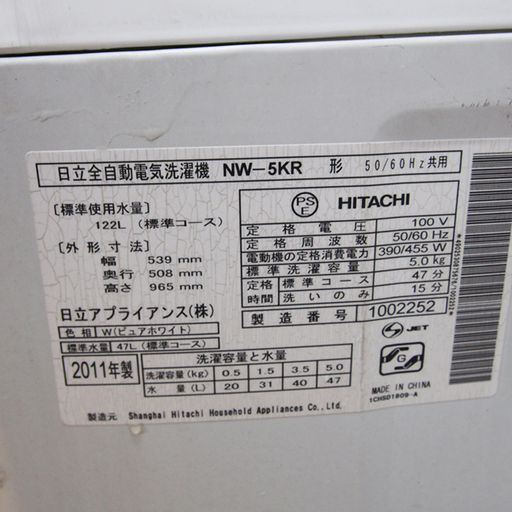 日立全自動電気洗濯機 NW-5KR 形 50/60Hz共用
[標準使用水量]
122L (標準コース)
[外形寸法]
幅 539 mm
奥行 508 mm
高さ 965 mm
日立アプライアンス(株)
色相 W(ピュアホワイト)
標準水量 47L (標準コース)
PS
E
HITACHI
定格電圧 100 V
定格周波数 50/60 Hz
電動機の定格消費電力 390/455 W
標準洗濯容量 5.0kg
定格 標準コース 47分
時間 洗いのみ 15分
製造番号 1002252
2011年製
洗濯容量と水量
洗濯容量(kg) 0.5 1.5 3.5 5.0
水量(L) 20 31 40 47
JET
S
G
MADE IN CHINA
1CHSD1809-A
製造元 Shanghai Hitachi Household Appliances Co., Ltd.